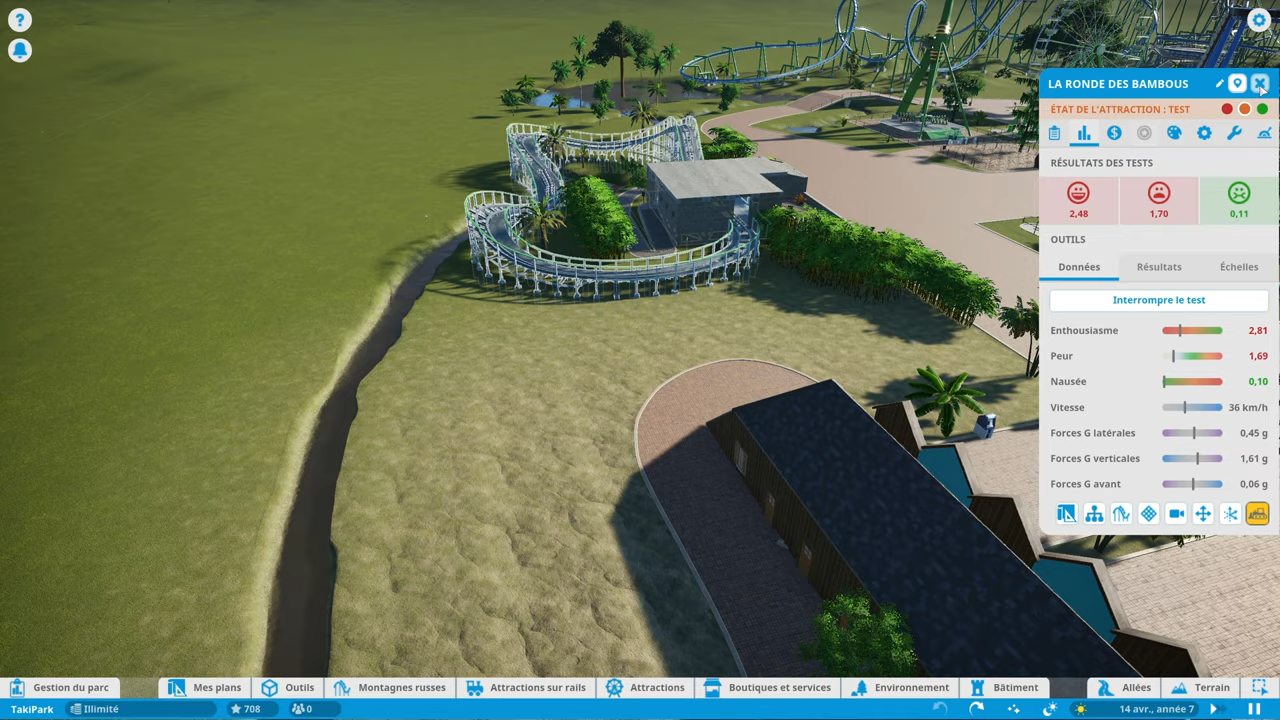 ?
LA RONDE DES BAMBOUS
ÉTAT DE L'ATTRACTION : TEST
RÉSULTATS DES TESTS
2,48 1,70 0,11
OUTILS
Données Résultats Échelles
Interrompre le test
Enthousiasme 2,81
Peur 1,69
Nausée 0,10
Vitesse 36 km/h
Forces G latérales 0,45 g
Forces G verticales 1,61 g
Forces G avant 0,06 g
Gestion du parc Mes plans Outils Montagnes russes Attractions sur rails Attractions Boutiques et services Environnement Bâtiment Allées Terrain
TakiPark Illimité 708 0 14 avr., année 7